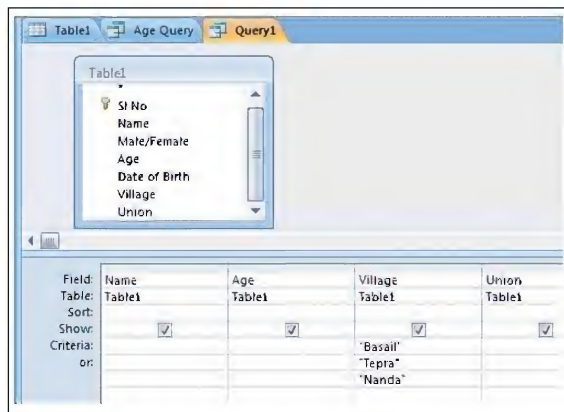 Table1 Age Query Query1
Table1
*
Sl No
Name
Male/Female
Age
Date of Birth
Village
Union
Field: Name Age Village Union
Table: Table1 Table1 Table1 Table1
Sort:
Show:
Criteria: "Basail"
or: "Tepra"
"Nanda"